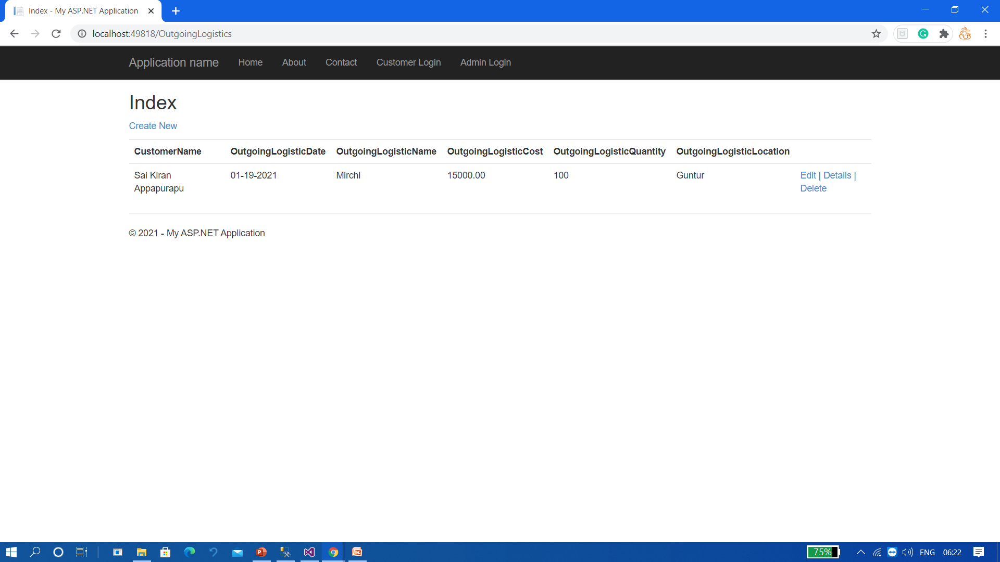 Index - My ASP.NET Application
localhost:49818/OutgoingLogistics
Application name Home About Contact Customer Login Admin Login
Index
Create New
CustomerName OutgoingLogisticDate OutgoingLogisticName OutgoingLogisticCost OutgoingLogisticQuantity OutgoingLogisticLocation
Sai Kiran 01-19-2021 Mirchi 15000.00 100 Guntur Edit | Details |
Appapurapu Delete
© 2021 - My ASP.NET Application
75% ENG 06:22